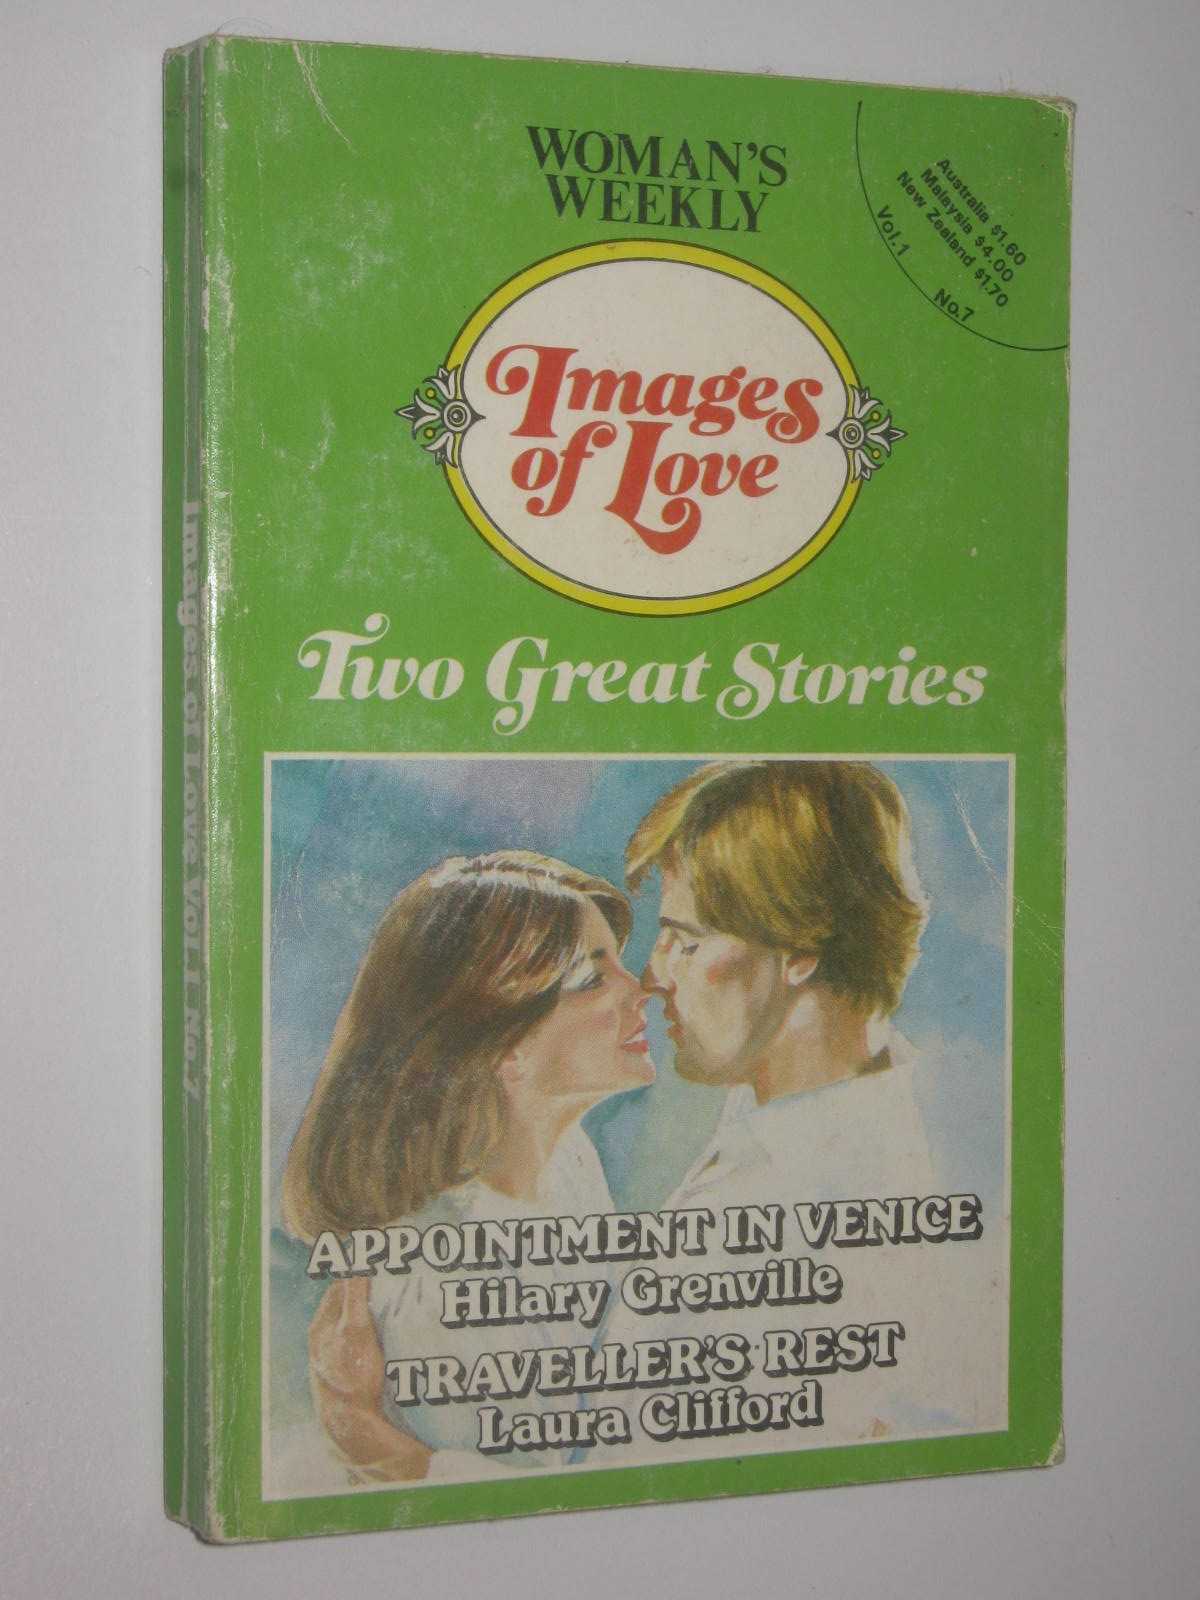 WOMAN'S
WEEKLY
Australia $1.60
Malaysia $4.00
New Zealand $1.70
Vol.1 No.7
Images
of Love
Two Great Stories
APPOINTMENT IN VENICE
Hilary Grenville
TRAVELLER'S REST
Laura Clifford
Images of Love Vol.1 No.7